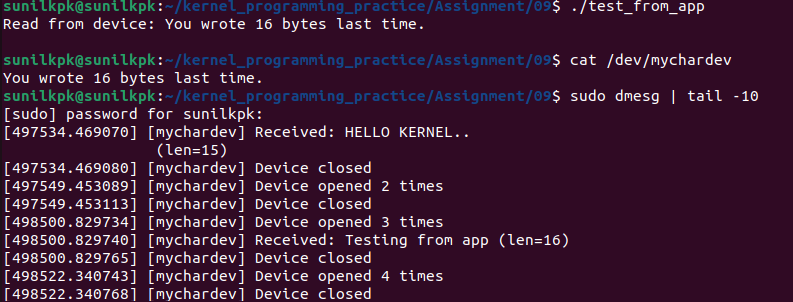 sunilkpk@sunilkpk:~/kernel_programming_practice/Assignment/09$ ./test_from_app
Read from device: You wrote 16 bytes last time.
sunilkpk@sunilkpk:~/kernel_programming_practice/Assignment/09$ cat /dev/mychardev
You wrote 16 bytes last time.
sunilkpk@sunilkpk:~/kernel_programming_practice/Assignment/09$ sudo dmesg | tail -10
[sudo] password for sunilkpk:
[497534.469070] [mychardev] Received: HELLO KERNEL..
(len=15)
[497534.469080] [mychardev] Device closed
[497549.453089] [mychardev] Device opened 2 times
[497549.453113] [mychardev] Device closed
[498500.829734] [mychardev] Device opened 3 times
[498500.829740] [mychardev] Received: Testing from app (len=16)
[498500.829765] [mychardev] Device closed
[498522.340743] [mychardev] Device opened 4 times
[498522.340768] [mychardev] Device closed